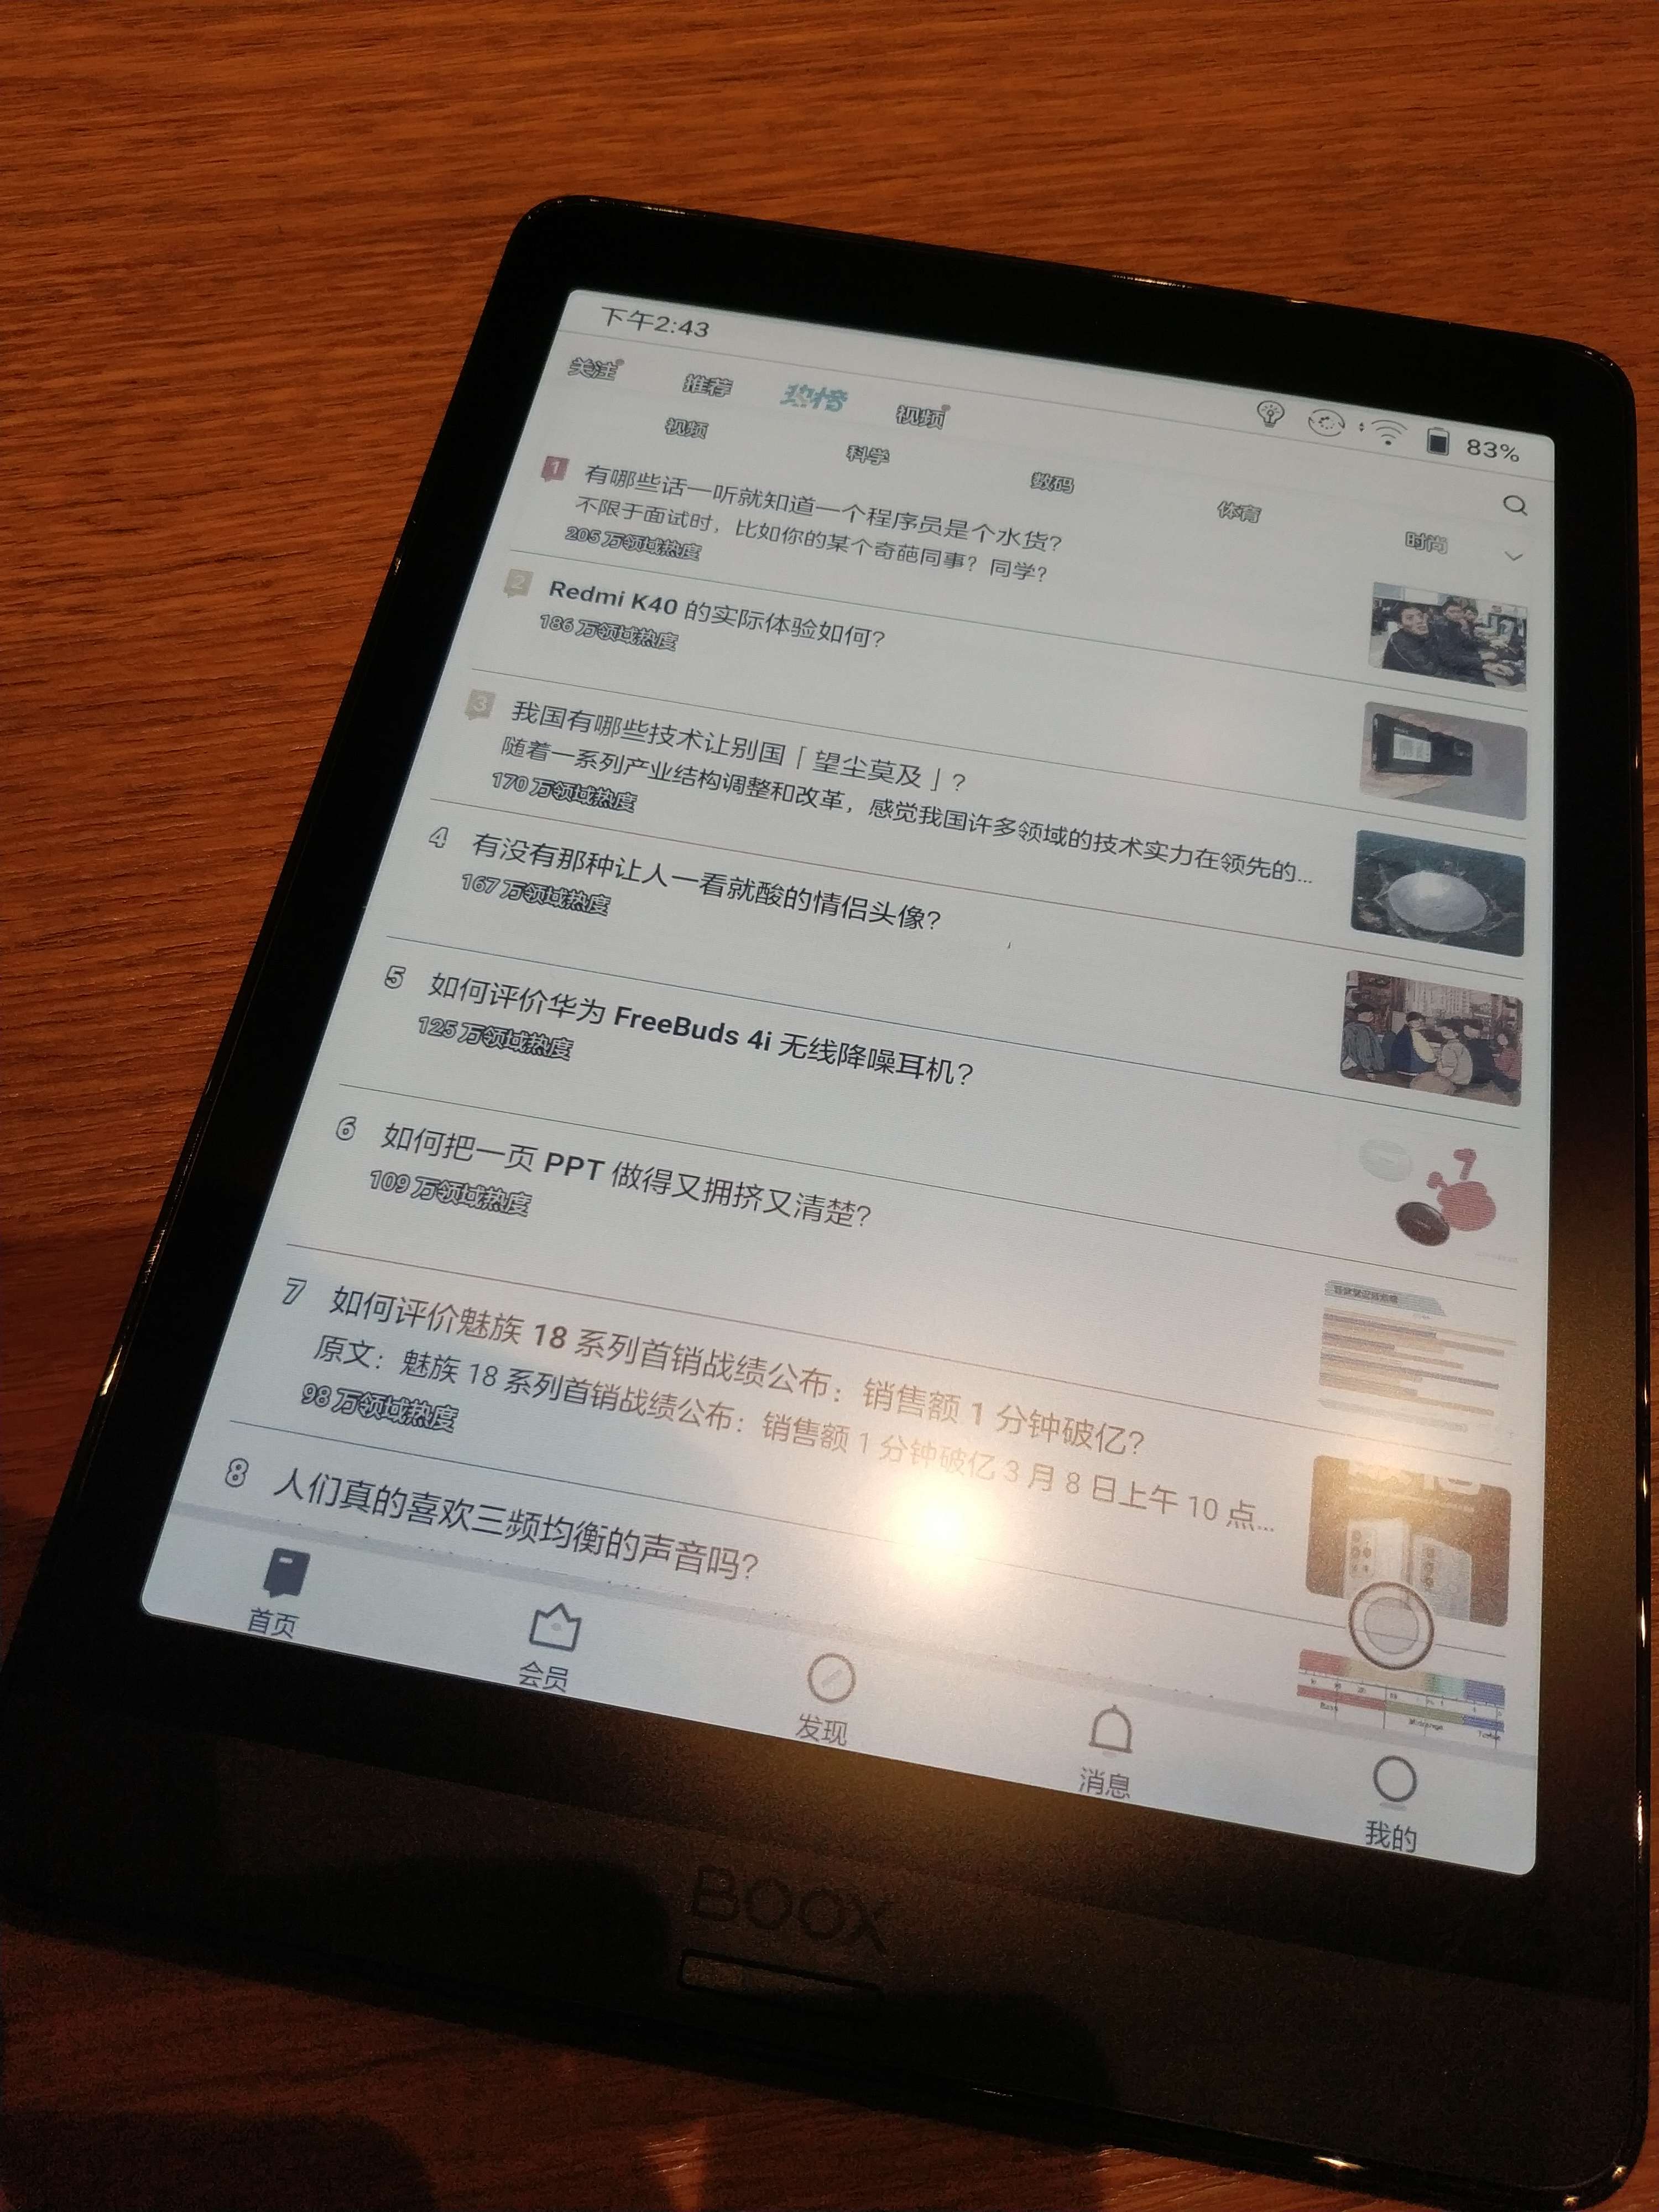 下午2:43
83%
关注 推荐 热榜 视频
视频 科学 数码 体育 时尚
1 有哪些话一听就知道一个程序员是个水货？
不限于面试时，比如你的某个奇葩同事？同学？
205 万领域热度
2 Redmi K40 的实际体验如何？
186 万领域热度
3 我国有哪些技术让别国「望尘莫及」？
随着一系列产业结构调整和改革，感觉我国许多领域的技术实力在领先的...
170 万领域热度
4 有没有那种让人一看就酸的情侣头像？
167 万领域热度
5 如何评价华为 FreeBuds 4i 无线降噪耳机？
125 万领域热度
6 如何把一页 PPT 做得又拥挤又清楚？
109 万领域热度
7 如何评价魅族 18 系列首销战绩公布：销售额 1 分钟破亿？
原文：魅族 18 系列首销战绩公布：销售额 1 分钟破亿 3 月 8 日上午 10 点...
98 万领域热度
8 人们真的喜欢三频均衡的声音吗？
首页 会员 发现 消息 我的
BOOX